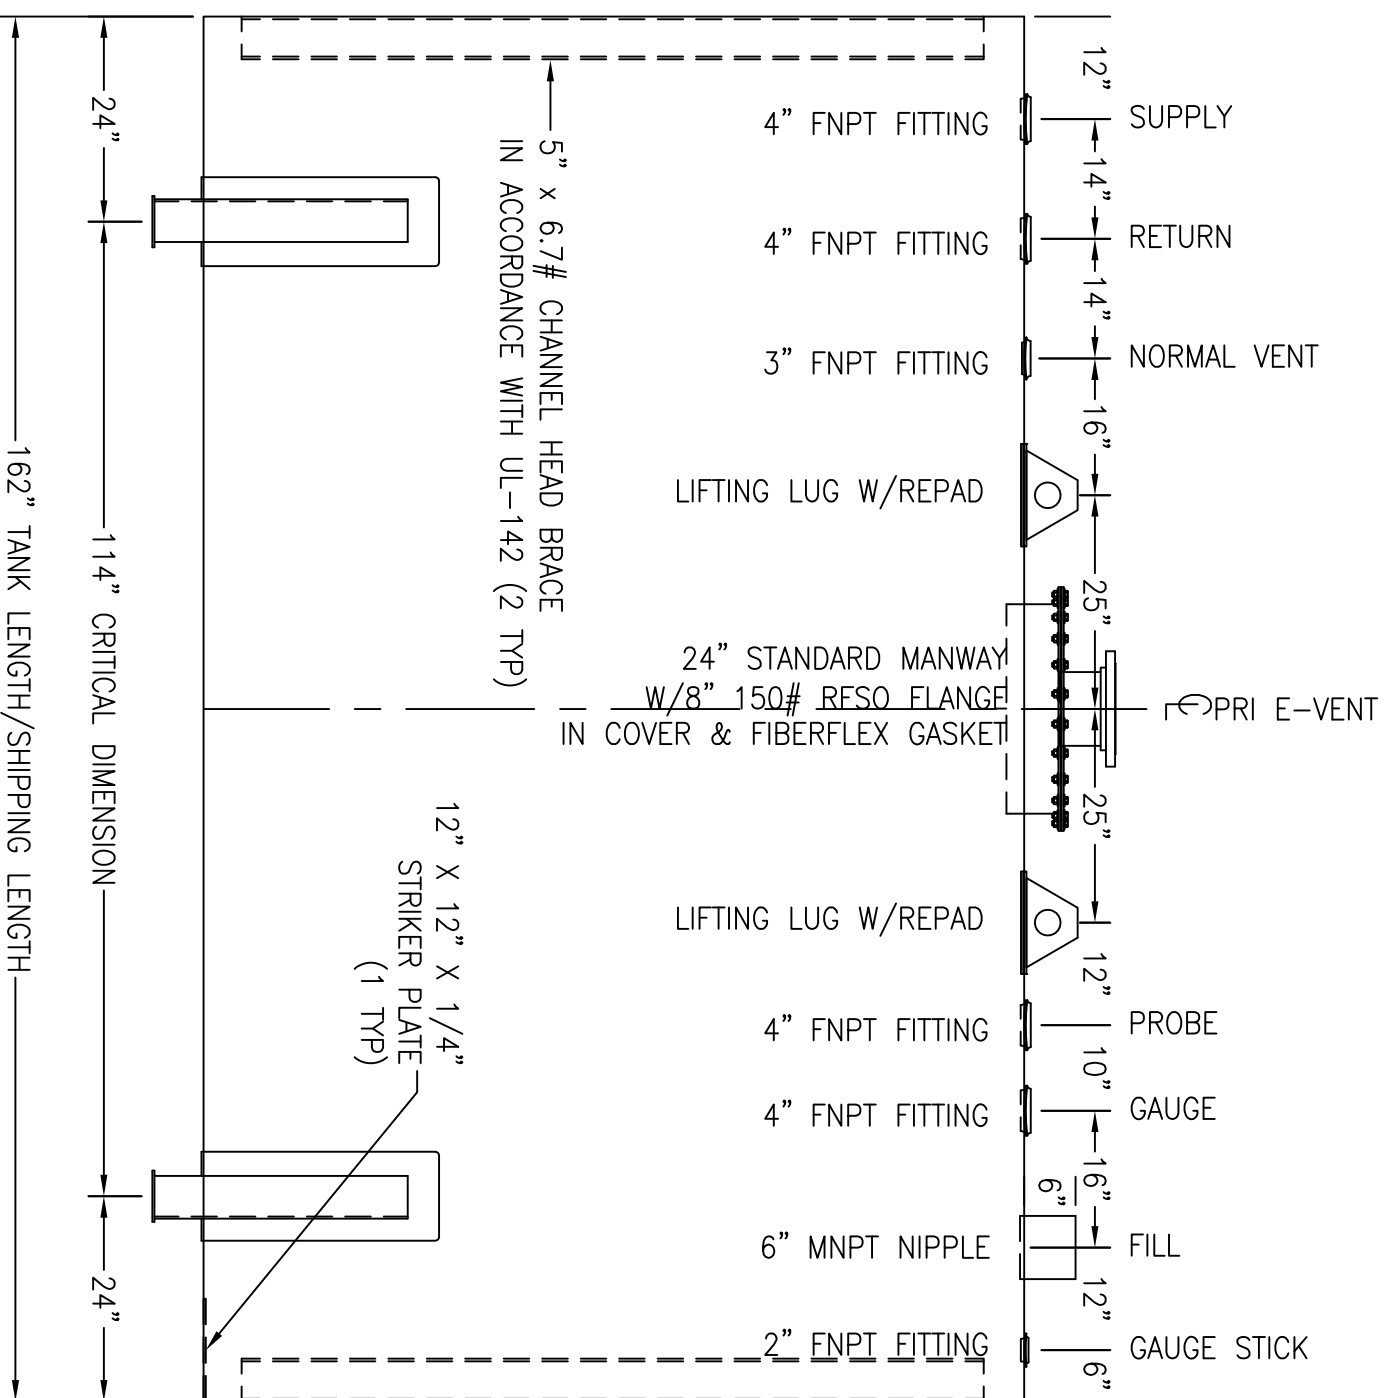 12”
SUPPLY
4” FNPT FITTING
14”
RETURN
4” FNPT FITTING
14”
NORMAL VENT
3” FNPT FITTING
16”
LIFTING LUG W/REPAD
25”
24” STANDARD MANWAY
W/8” 150# RFSO FLANGE
IN COVER & FIBERFLEX GASKET
℄ PRI E-VENT
25”
LIFTING LUG W/REPAD
12”
PROBE
4” FNPT FITTING
10”
GAUGE
4” FNPT FITTING
16”
6”
FILL
6” MNPT NIPPLE
12”
GAUGE STICK
2” FNPT FITTING
6”
5” x 6.7# CHANNEL HEAD BRACE
IN ACCORDANCE WITH UL-142 (2 TYP)
12” X 12” X 1/4”
STRIKER PLATE
(1 TYP)
24”
114” CRITICAL DIMENSION
24”
162” TANK LENGTH/SHIPPING LENGTH